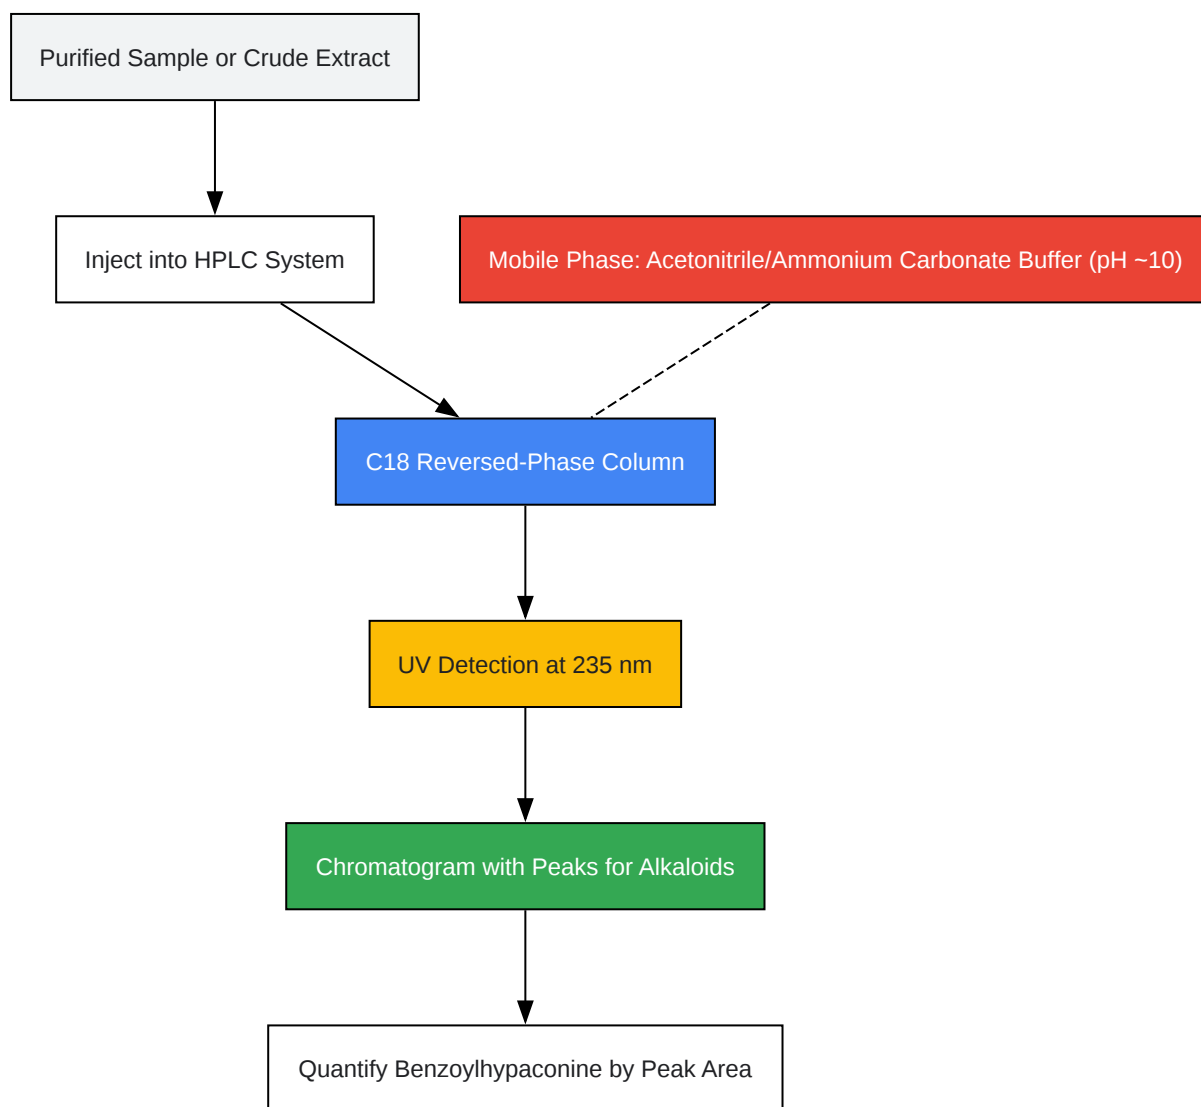 Purified Sample or Crude Extract
Inject into HPLC System
Mobile Phase: Acetonitrile/Ammonium Carbonate Buffer (pH ~10)
C18 Reversed-Phase Column
UV Detection at 235 nm
Chromatogram with Peaks for Alkaloids
Quantify Benzoylhypaconine by Peak Area